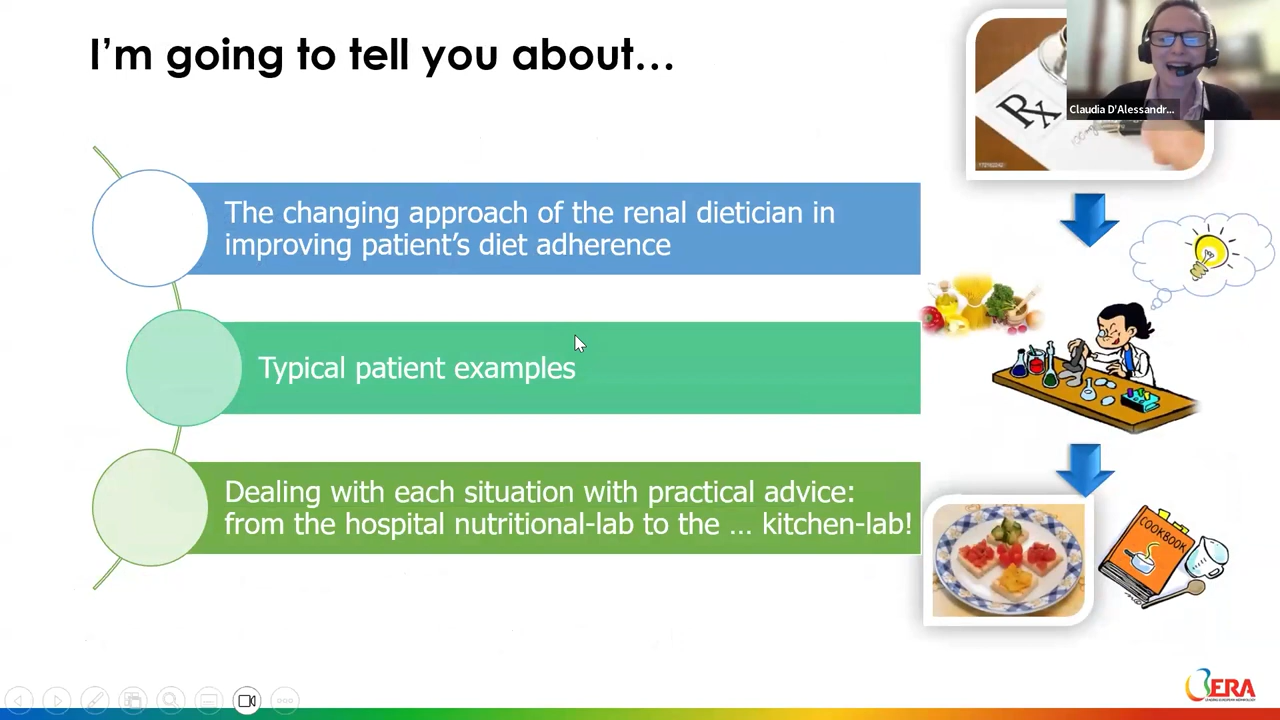 I'm going to tell you about...
Rx
Claudia D'Alessandr...
The changing approach of the renal dietician in
improving patient's diet adherence
Typical patient examples
Dealing with each situation with practical advice:
from the hospital nutritional-lab to the ... kitchen-lab!
COOKBOOK
ERA